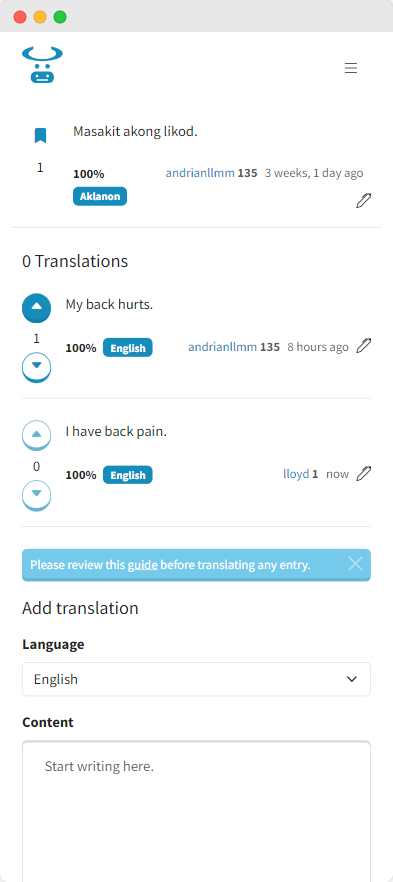 Masakit akong likod.
1
100%
Aklanon
andrianllmm 135 3 weeks, 1 day ago
0 Translations
My back hurts.
1
100% English andrianllmm 135 8 hours ago
I have back pain.
0
100% English lloyd 1 now
Please review this guide before translating any entry.
Add translation
Language
English
Content
Start writing here.